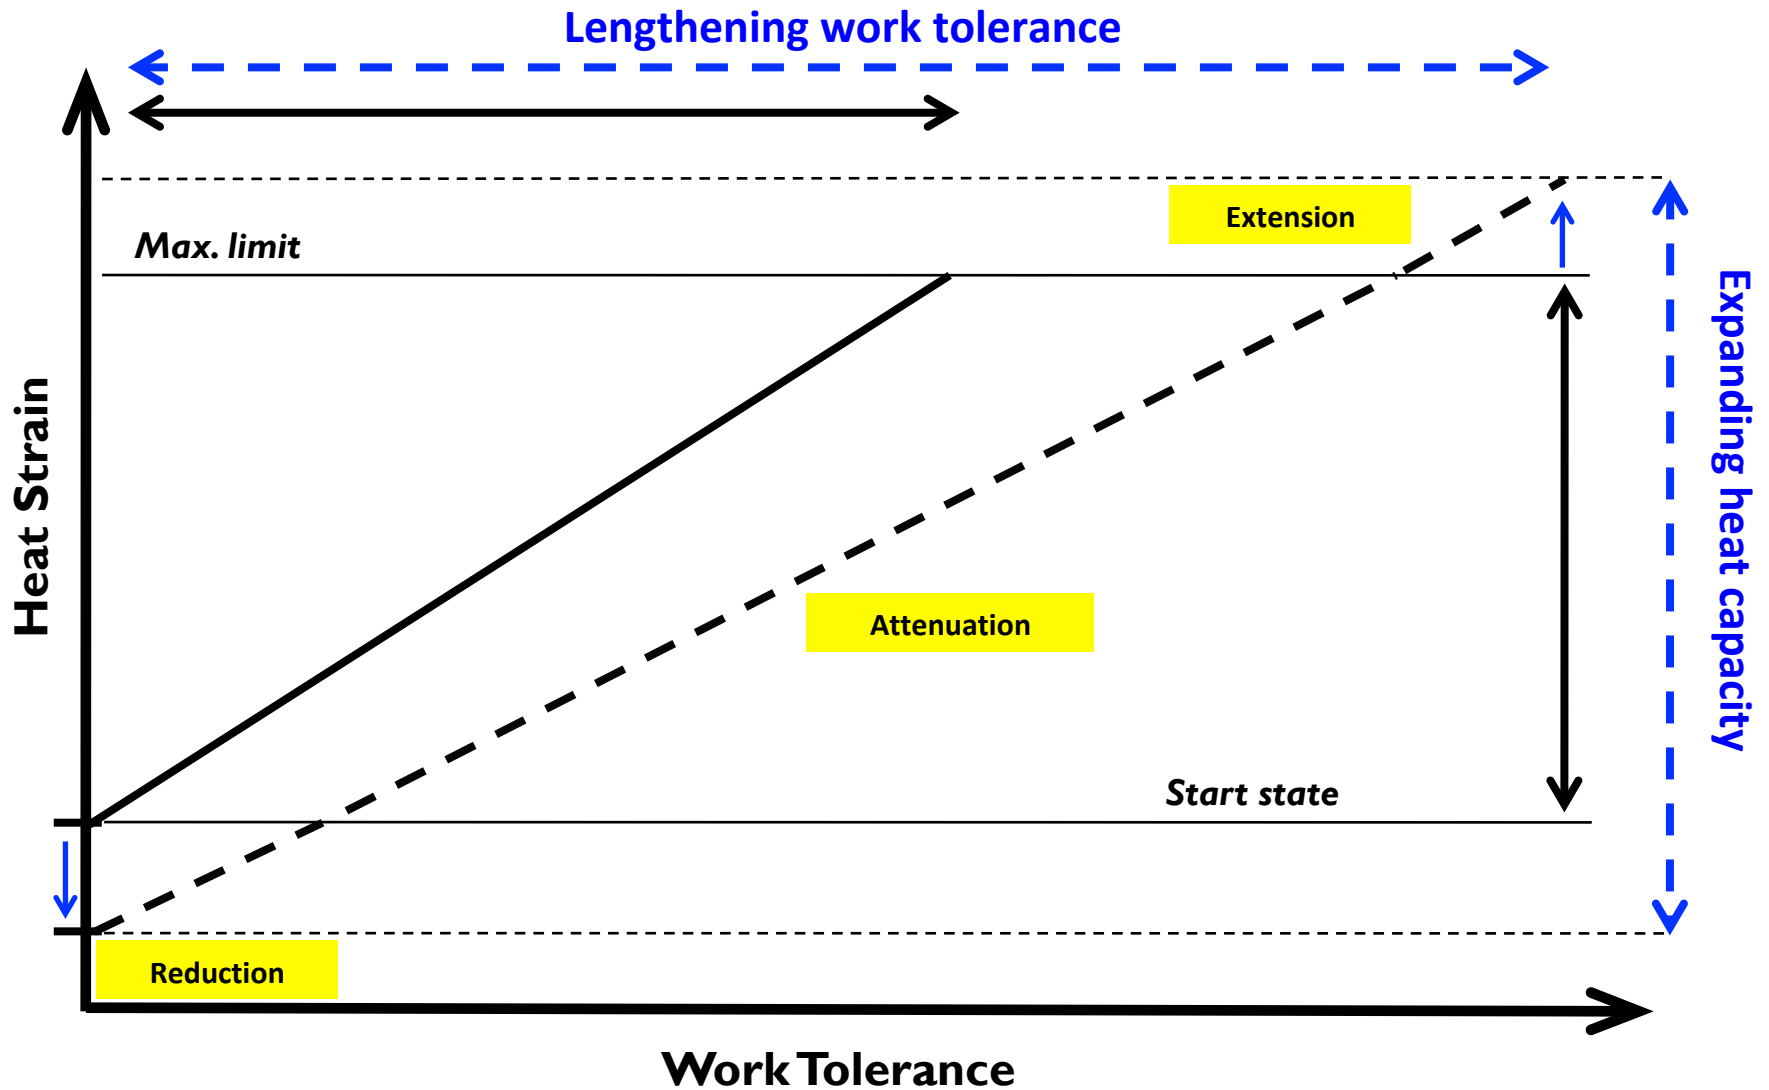 Lengthening work tolerance
Extension
Max. limit
Expanding heat capacity
Heat Strain
Attenuation
Start state
Reduction
Work Tolerance